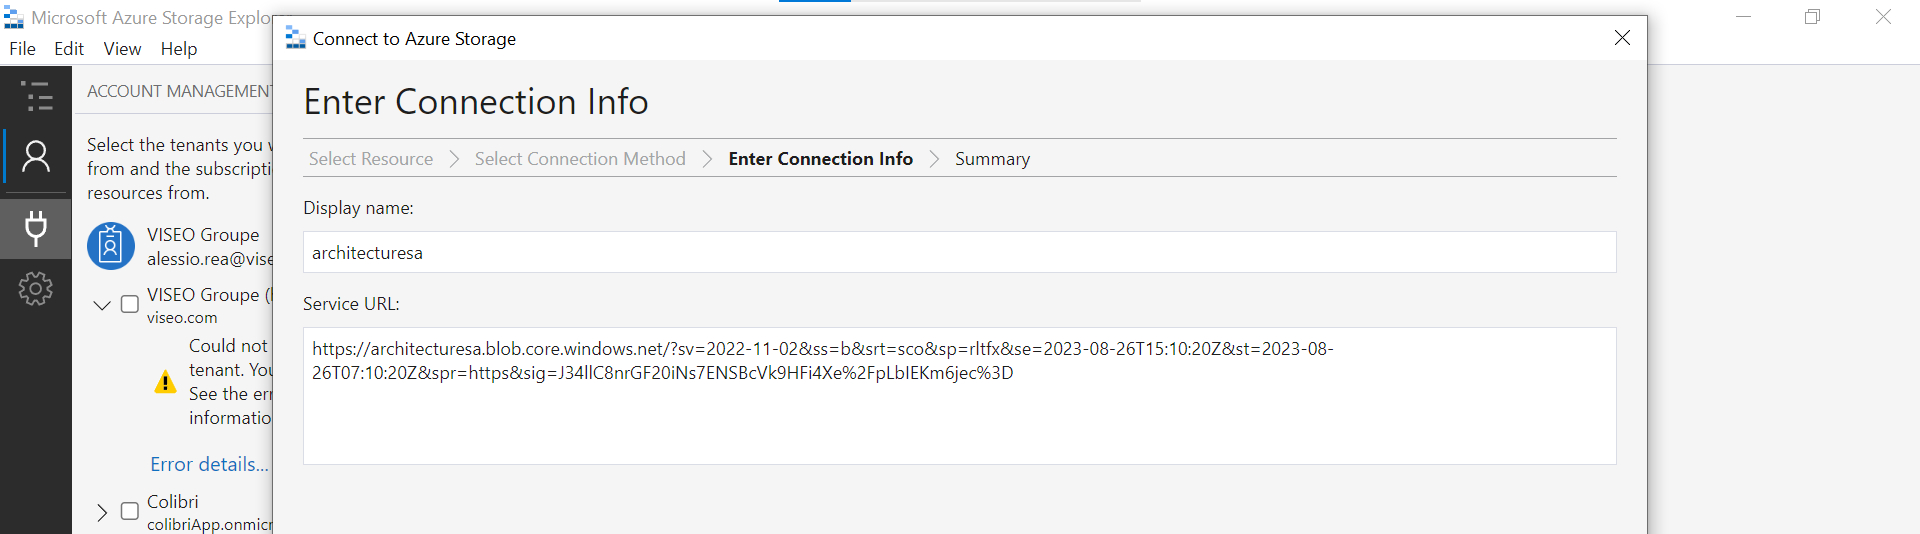 Microsoft Azure Storage Explo
File Edit View Help
ACCOUNT MANAGEMENT
Select the tenants you
from and the subscripti
resources from.
VISEO Groupe
alessio.rea@vise
VISEO Groupe (
viseo.com
Could not
tenant. You
See the err
informatio
Error details...
Colibri
colibriApp.onmicr
Connect to Azure Storage
Enter Connection Info
Select Resource > Select Connection Method > Enter Connection Info > Summary
Display name:
architecturesa
Service URL:
https://architecturesa.blob.core.windows.net/?sv=2022-11-02&ss=b&srt=sco&sp=rltfx&se=2023-08-26T15:10:20Z&st=2023-08-
26T07:10:20Z&spr=https&sig=J34llC8nrGF20iNs7ENSBcVk9HFi4Xe%2FpLbIEKm6jec%3D